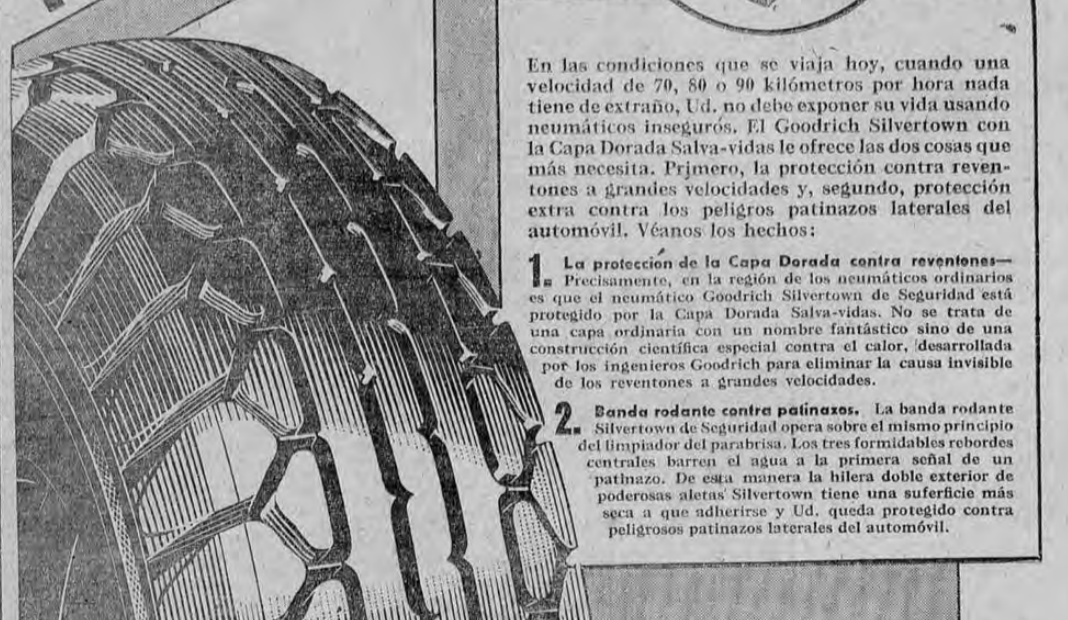 En las condiciones que se viaja hoy, cuando una
velocidad de 70, 80 o 90 kilómetros por hora nada
tiene de extraño, Ud. no debe exponer su vida usando
neumáticos inseguros. El Goodrich Silvertown con
la Capa Dorada Salva-vidas le ofrece las dos cosas que
más necesita. Primero, la protección contra reven-
tones a grandes velocidades y, segundo, protección
extra contra los peligros patinazos laterales del
automóvil. Véanos los hechos:
1. La protección de la Capa Dorada contra reventones—
Precisamente, en la región de los neumáticos ordinarios
es que el neumático Goodrich Silvertown de Seguridad está
protegido por la Capa Dorada Salva-vidas. No se trata de
una capa ordinaria con un nombre fantástico sino de una
construcción científica especial contra el calor, desarrollada
por los ingenieros Goodrich para eliminar la causa invisible
de los reventones a grandes velocidades.
2. Banda rodante contra patinazos. La banda rodante
Silvertown de Seguridad opera sobre el mismo principio
del limpiador del parabrisa. Los tres formidables rebordes
centrales barren el agua a la primera señal de un
patinazo. De esta manera la hilera doble exterior de
poderosas aletas Silvertown tiene una suferficie más
seca a que adherirse y Ud. queda protegido contra
peligrosos patinazos laterales del automóvil.